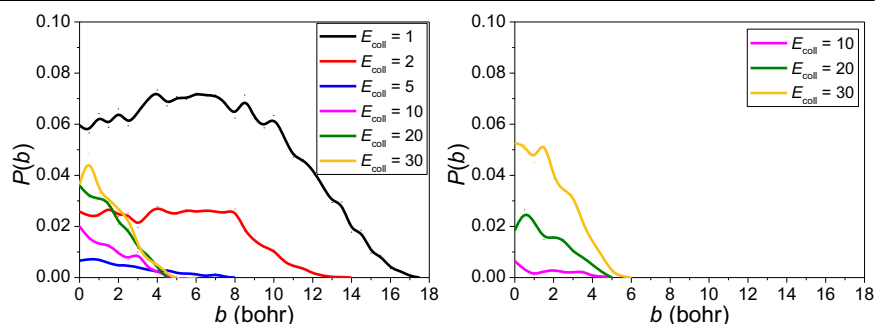 0.10
0.08
0.06
0.04
0.02
0.00
P(b)
0 2 4 6 8 10 12 14 16 18
b (bohr)
E_coll = 1
E_coll = 2
E_coll = 5
E_coll = 10
E_coll = 20
E_coll = 30
0.10
0.08
0.06
0.04
0.02
0.00
0 2 4 6 8 10 12 14 16 18
b (bohr)
E_coll = 10
E_coll = 20
E_coll = 30